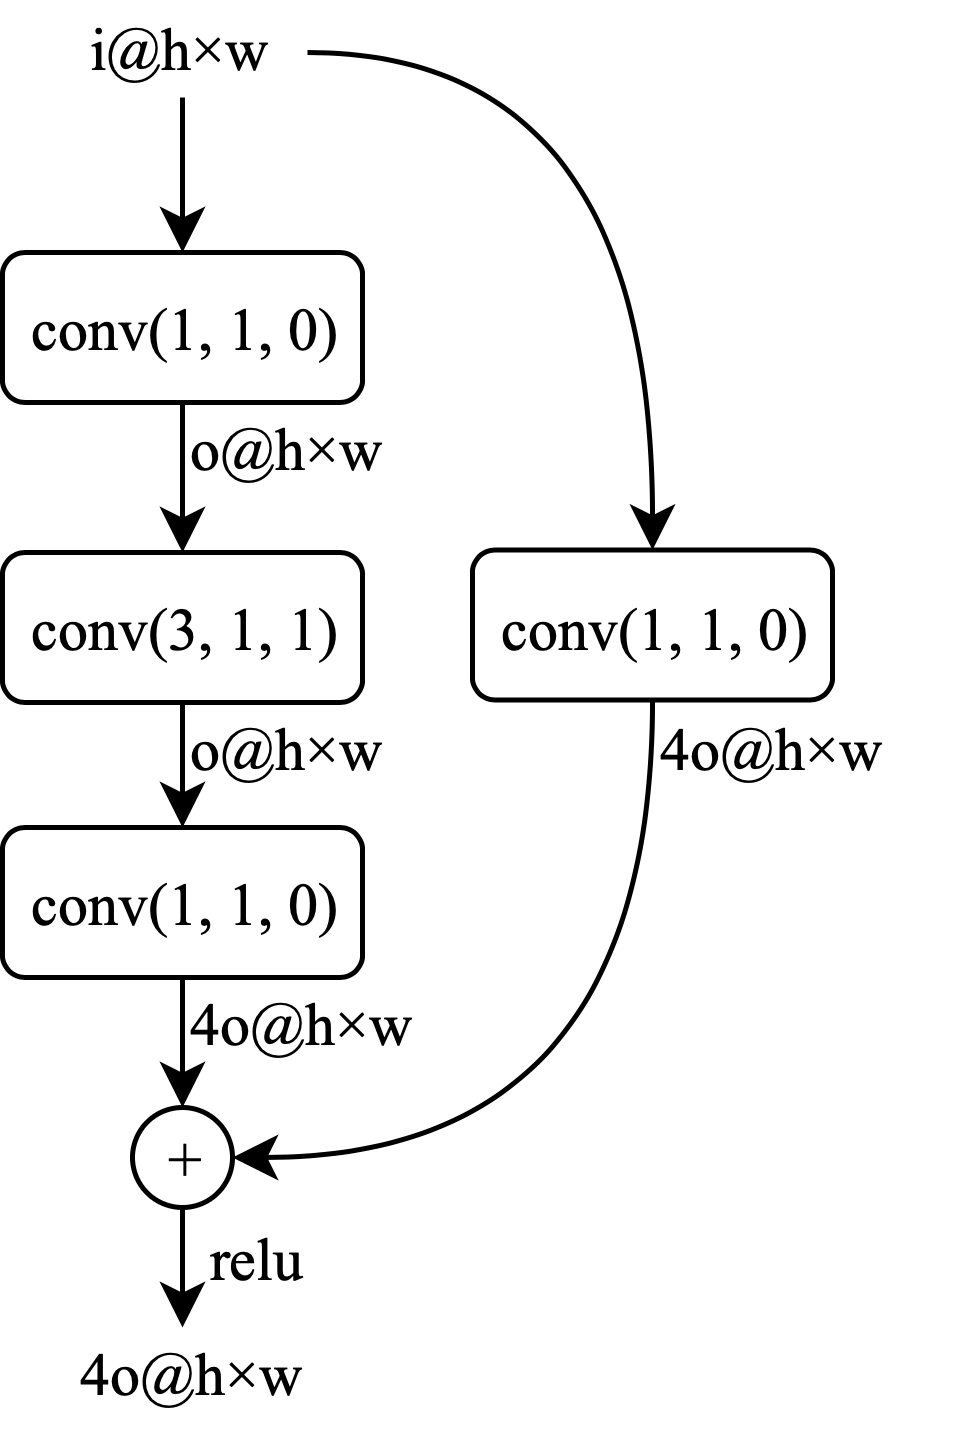 i@h×w
conv(1, 1, 0)
o@h×w
conv(3, 1, 1)
conv(1, 1, 0)
o@h×w
4o@h×w
conv(1, 1, 0)
4o@h×w
+
relu
4o@h×w